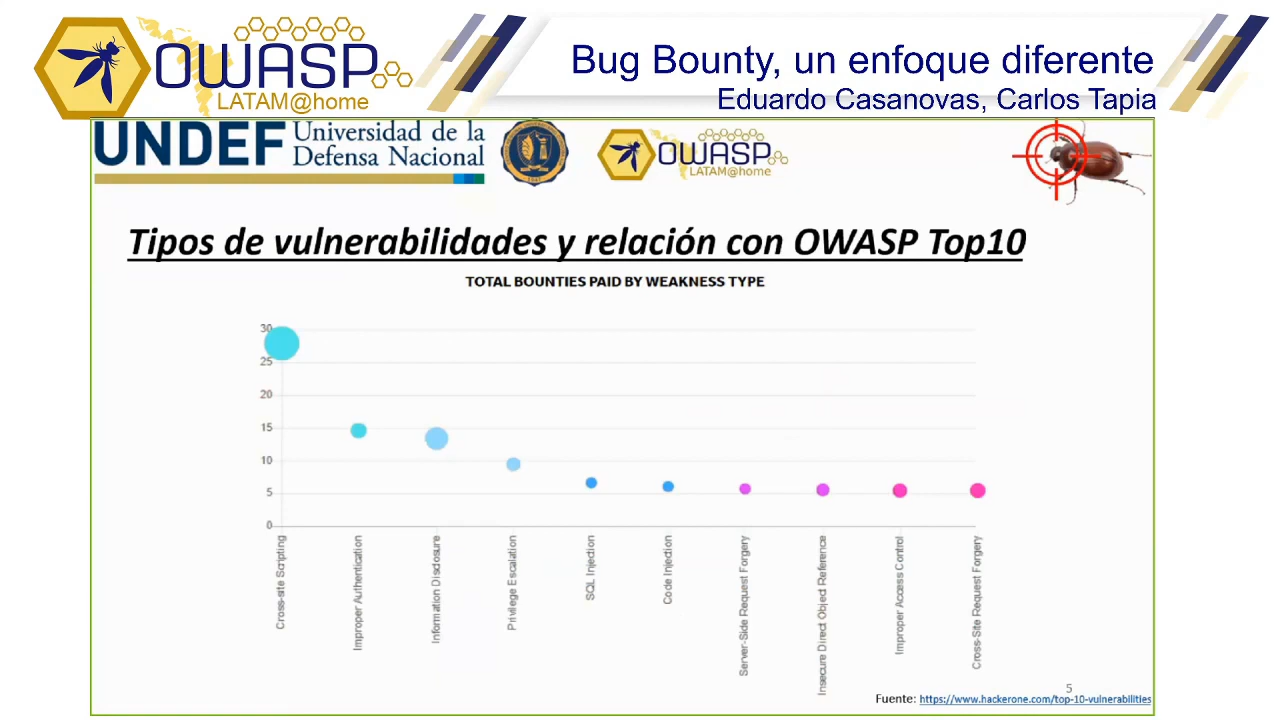 OWASP
LATAM@home
Bug Bounty, un enfoque diferente
Eduardo Casanovas, Carlos Tapia
UNDEF
Universidad de la
Defensa Nacional
OWASP
LATAM@home
Tipos de vulnerabilidades y relación con OWASP Top10
TOTAL BOUNTIES PAID BY WEAKNESS TYPE
30
25
20
15
10
5
0
Cross-site Scripting
Improper Authentication
Information Disclosure
Privilege Escalation
SQL Injection
Code Injection
Server-Side Request Forgery
Insecure Direct Object Reference
Improper Access Control
Cross-Site Request Forgery
5
Fuente: https://www.hackerone.com/top-10-vulnerabilities